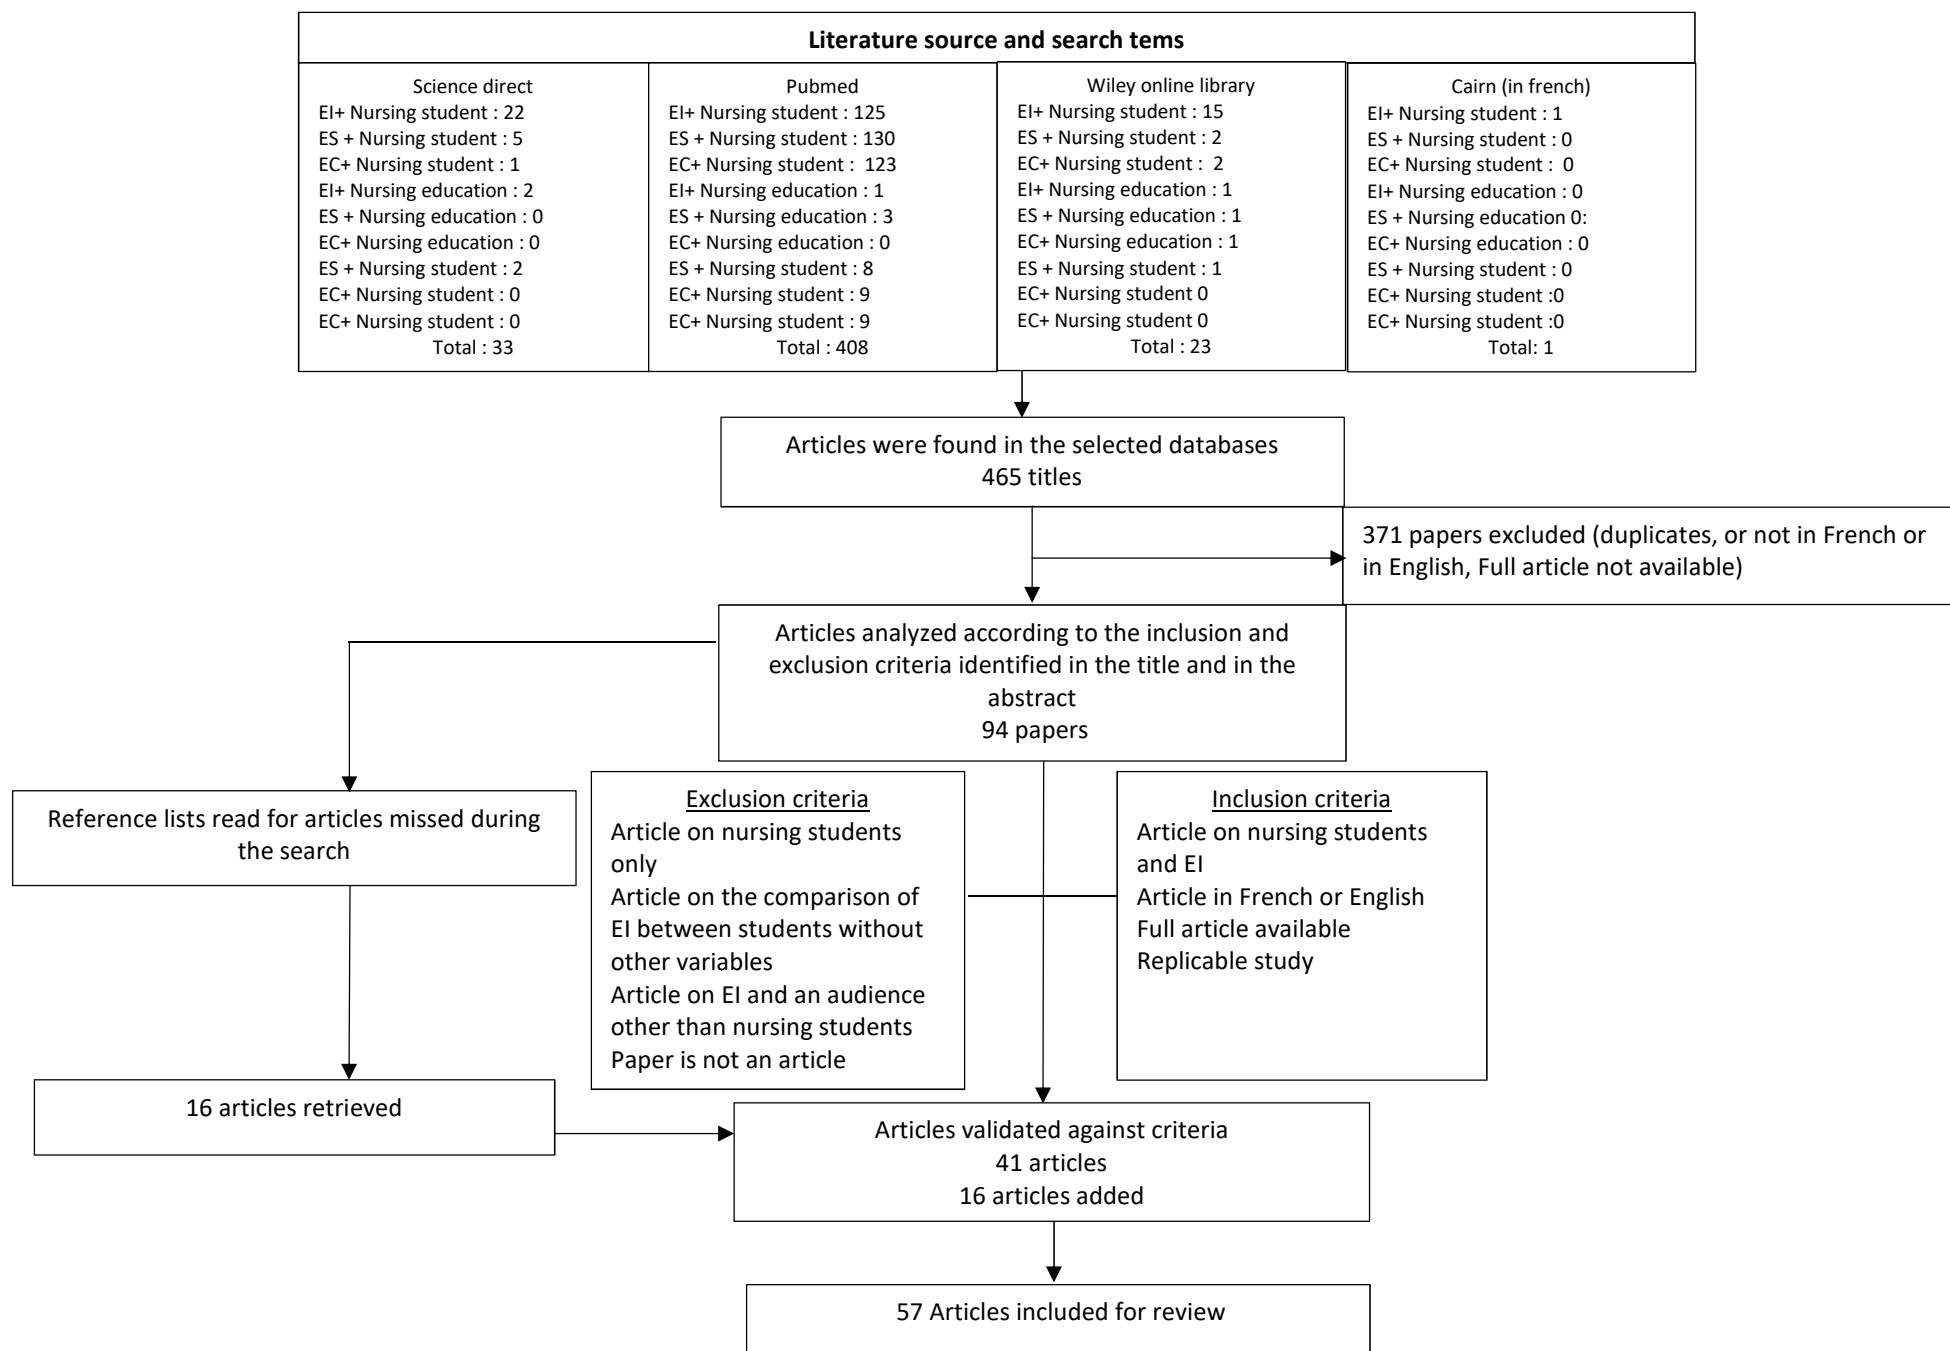 Literature source and search tems
Science direct
EI+ Nursing student : 22
ES + Nursing student : 5
EC+ Nursing student : 1
EI+ Nursing education : 2
ES + Nursing education : 0
EC+ Nursing education : 0
ES + Nursing student : 2
EC+ Nursing student : 0
EC+ Nursing student : 0
Total : 33
Pubmed
EI+ Nursing student : 125
ES + Nursing student : 130
EC+ Nursing student :  123
EI+ Nursing education : 1
ES + Nursing education : 3
EC+ Nursing education : 0
ES + Nursing student : 8
EC+ Nursing student : 9
EC+ Nursing student : 9
Total : 408
Wiley online library
EI+ Nursing student : 15
ES + Nursing student : 2
EC+ Nursing student :  2
EI+ Nursing education : 1
ES + Nursing education : 1
EC+ Nursing education : 1
ES + Nursing student : 1
EC+ Nursing student 0
EC+ Nursing student 0
Total : 23
Cairn (in french)
EI+ Nursing student : 1
ES + Nursing student : 0
EC+ Nursing student :  0
EI+ Nursing education : 0
ES + Nursing education 0:
EC+ Nursing education : 0
ES + Nursing student : 0
EC+ Nursing student :0
EC+ Nursing student :0
Total: 1
Articles were found in the selected databases
465 titles
371 papers excluded (duplicates, or not in French or
in English, Full article not available)
Articles analyzed according to the inclusion and
exclusion criteria identified in the title and in the
abstract
94 papers
Reference lists read for articles missed during
the search
Exclusion criteria
Article on nursing students
only
Article on the comparison of
EI between students without
other variables
Article on EI and an audience
other than nursing students
Paper is not an article
Inclusion criteria
Article on nursing students
and EI
Article in French or English
Full article available
Replicable study
16 articles retrieved
Articles validated against criteria
41 articles
16 articles added
57 Articles included for review